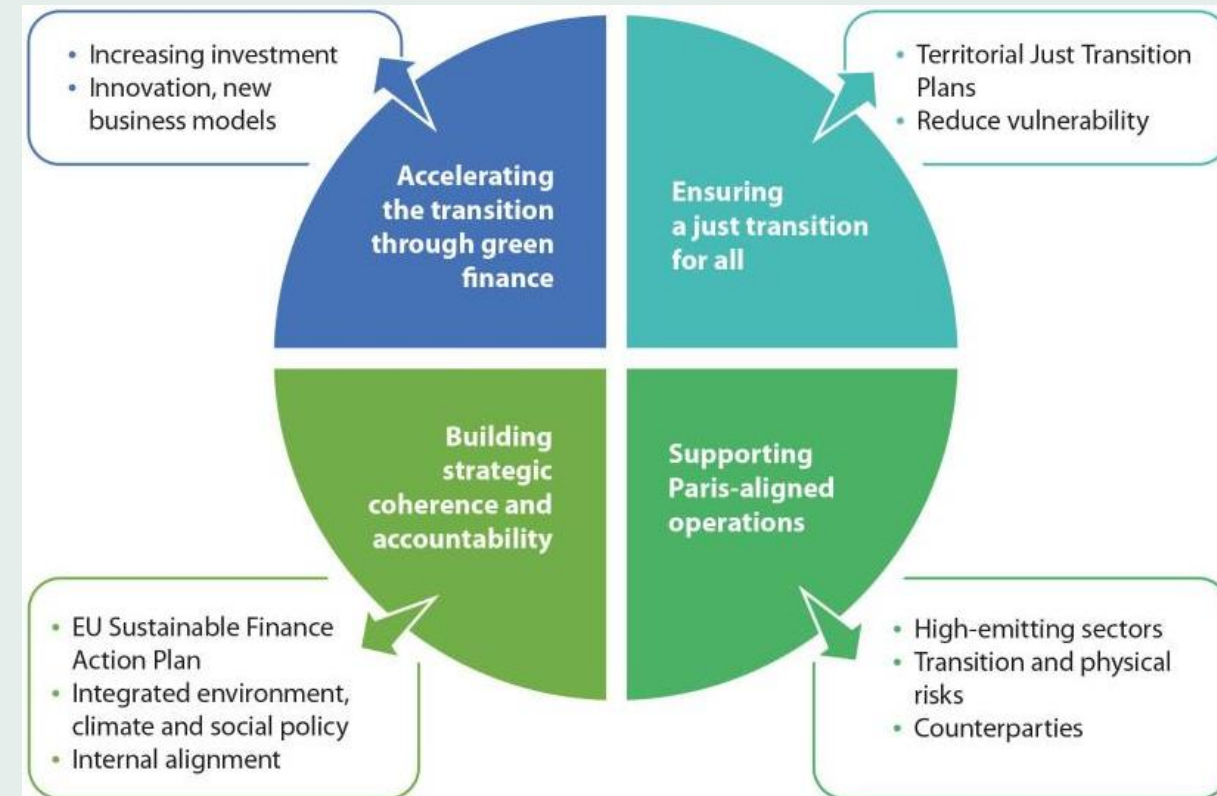 • Increasing investment
• Innovation, new
business models
• Territorial Just Transition
Plans
• Reduce vulnerability
Accelerating
the transition
through green
finance
Ensuring
a just transition
for all
Building
strategic
coherence and
accountability
Supporting
Paris-aligned
operations
• EU Sustainable Finance
Action Plan
• Integrated environment,
climate and social policy
• Internal alignment
• High-emitting sectors
• Transition and physical
risks
• Counterparties